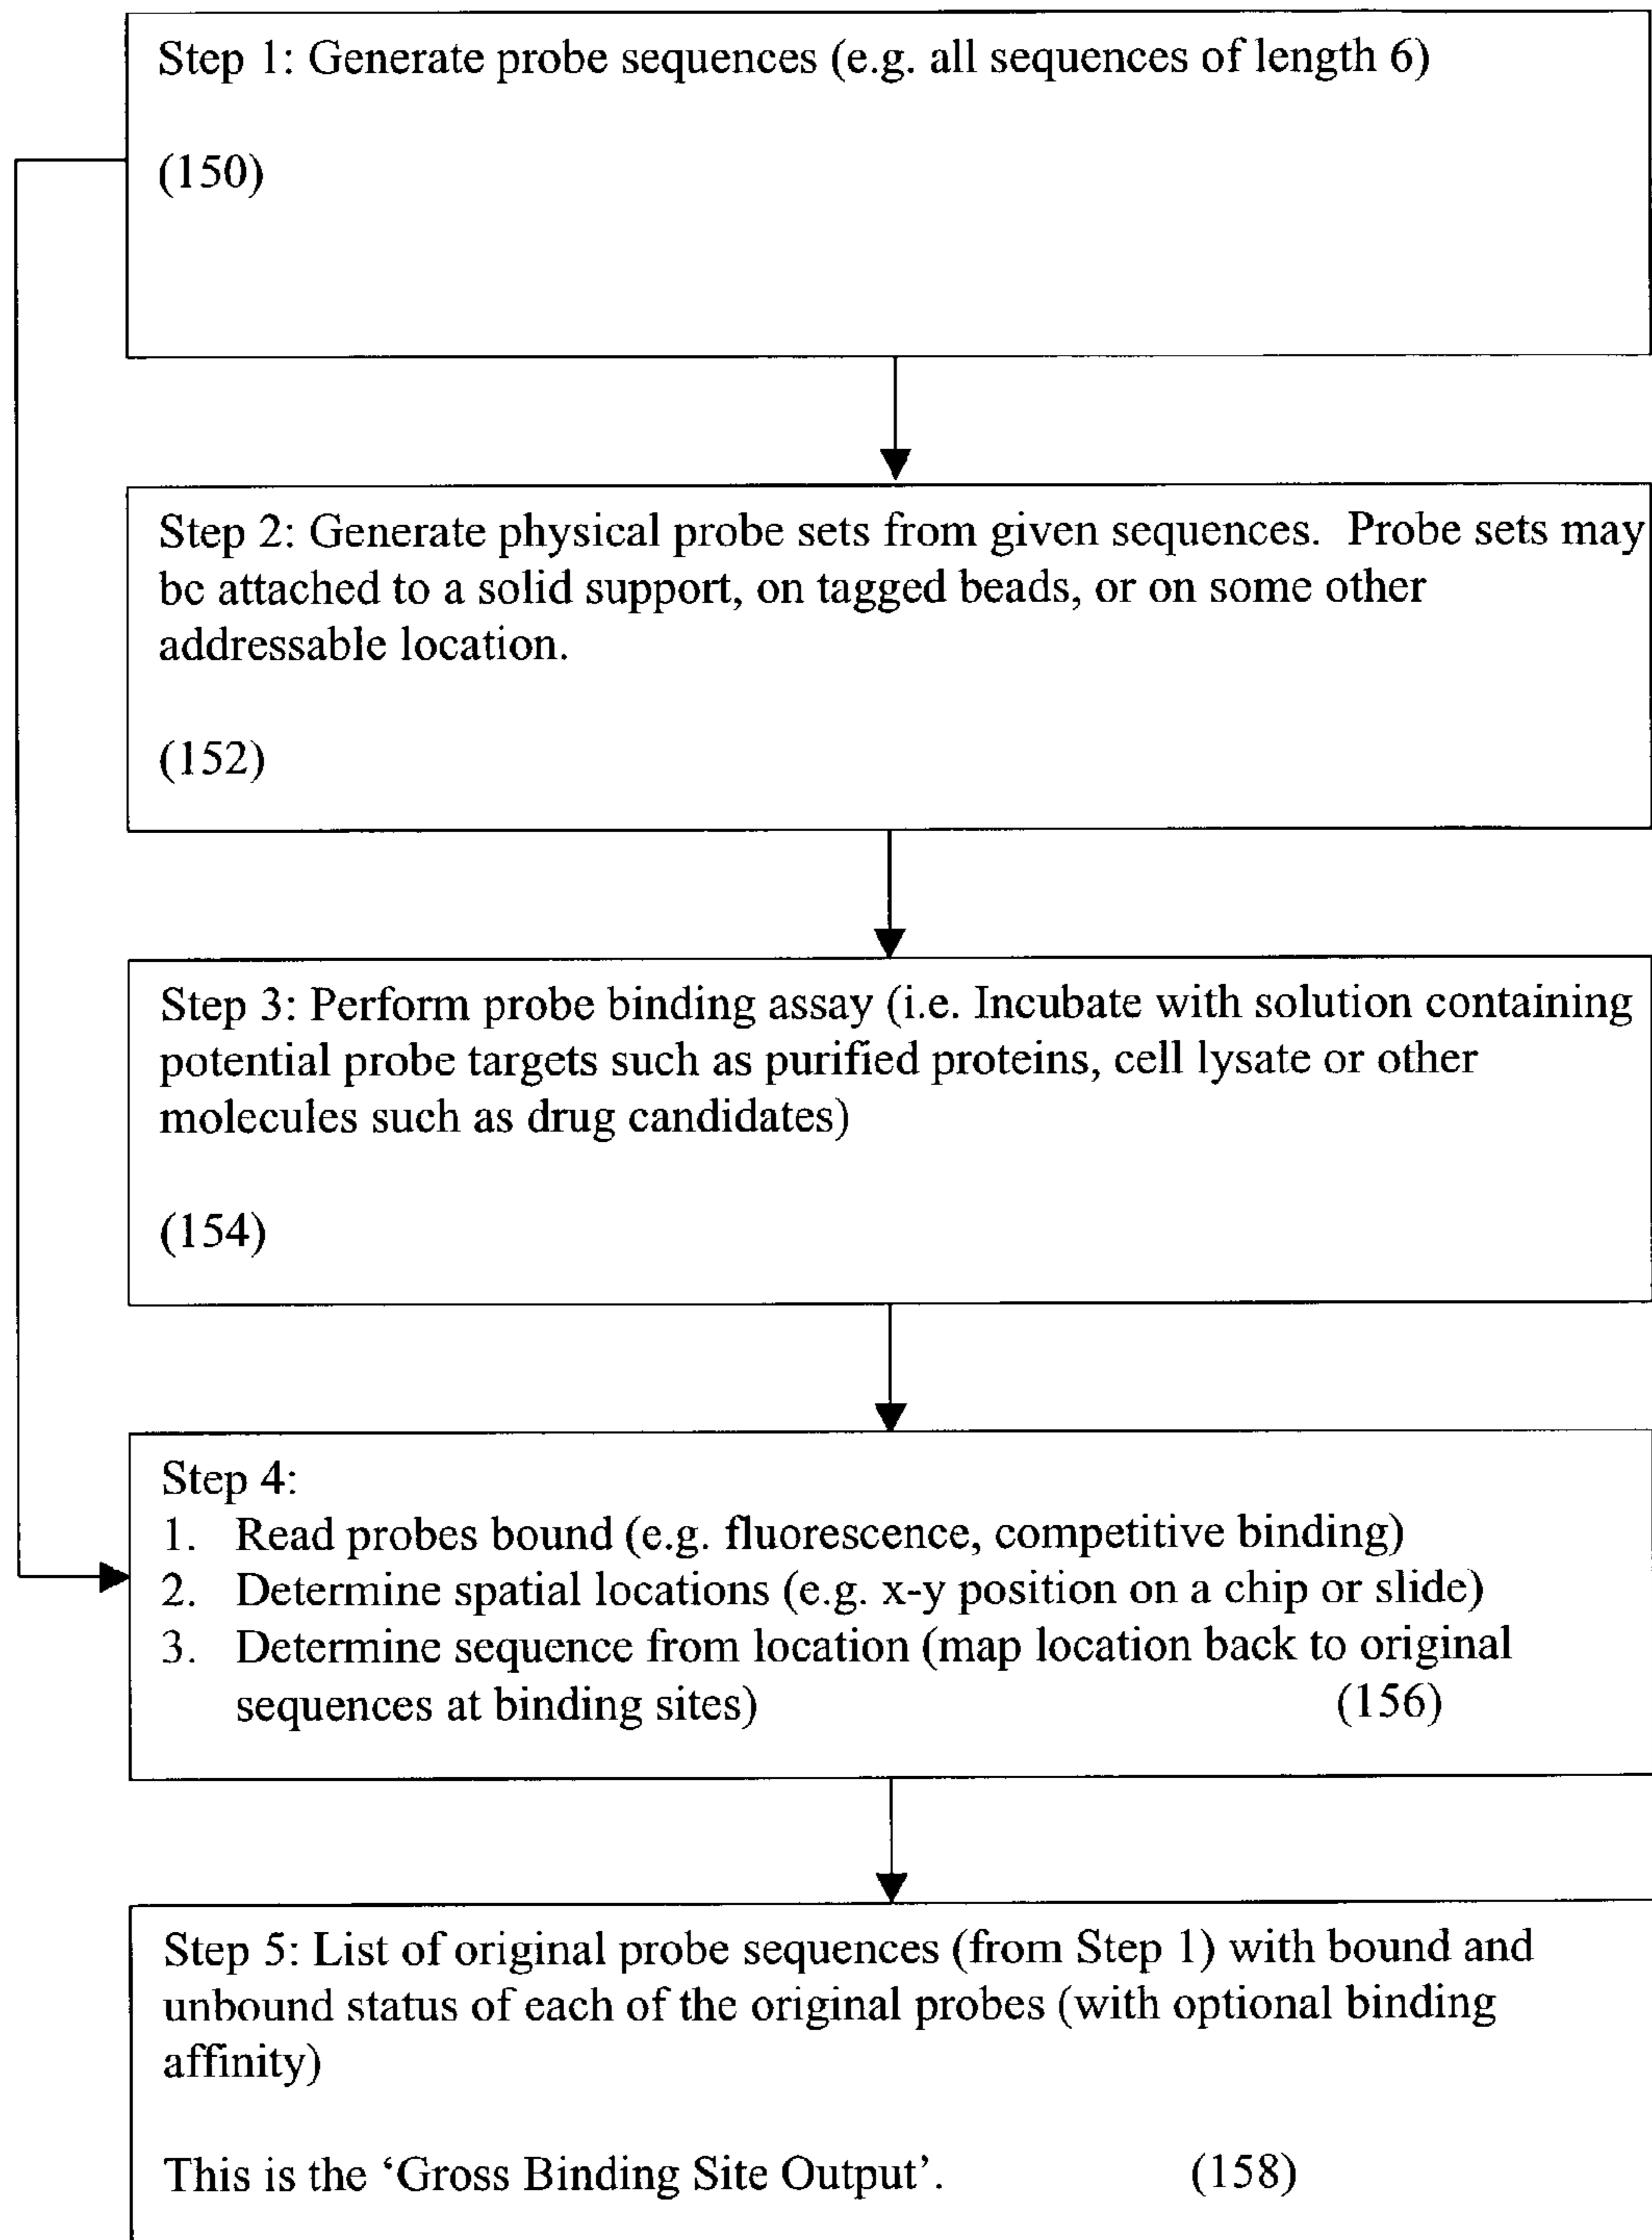 Step 1: Generate probe sequences (e.g. all sequences of length 6)
(150)
Step 2: Generate physical probe sets from given sequences.  Probe sets may
be attached to a solid support, on tagged beads, or on some other
addressable location.
(152)
Step 3: Perform probe binding assay (i.e. Incubate with solution containing
potential probe targets such as purified proteins, cell lysate or other
molecules such as drug candidates)
(154)
Step 4:
1. Read probes bound (e.g. fluorescence, competitive binding)
2. Determine spatial locations (e.g. x-y position on a chip or slide)
3. Determine sequence from location (map location back to original
sequences at binding sites) (156)
Step 5: List of original probe sequences (from Step 1) with bound and
unbound status of each of the original probes (with optional binding
affinity)
This is the ‘Gross Binding Site Output’. (158)